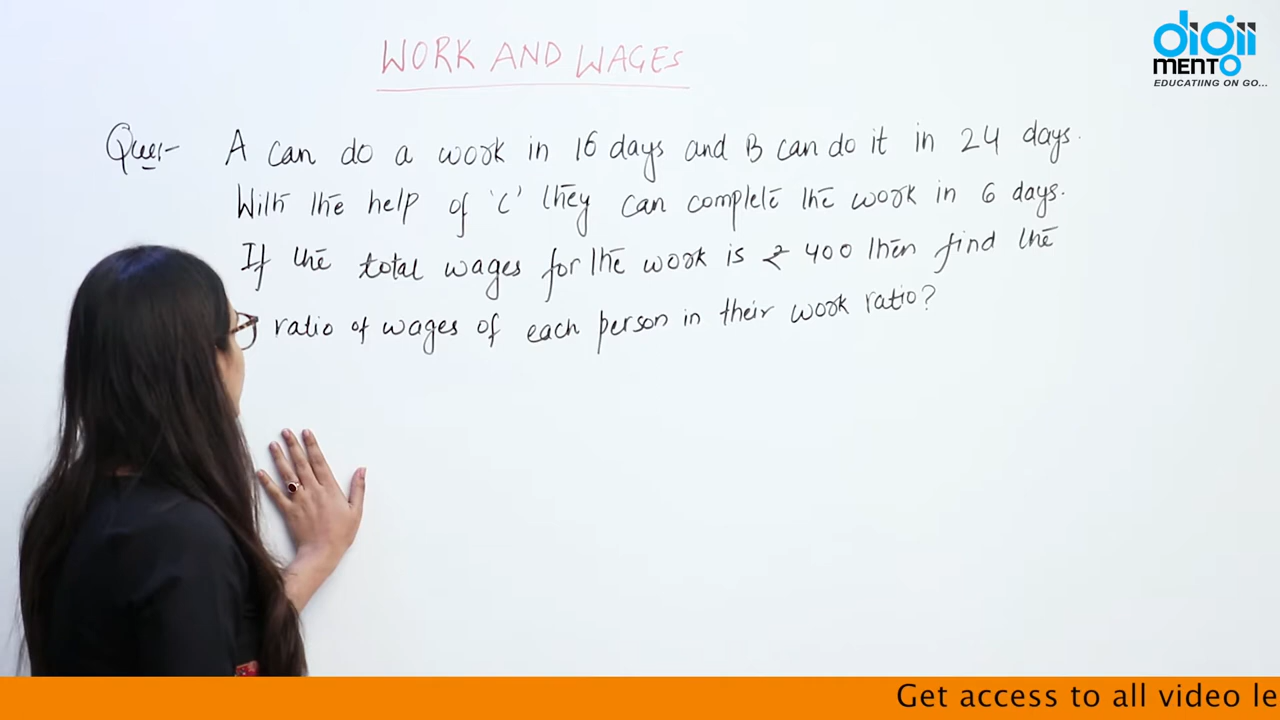 WORK AND WAGES
digii
MENTO
EDUCATIING ON GO...
Ques- A can do a work in 16 days and B can do it in 24 days.
With the help of 'C' they can complete the work in 6 days.
If the total wages for the work is ₹ 400 then find the
ratio of wages of each person in their work ratio?
Get access to all video le